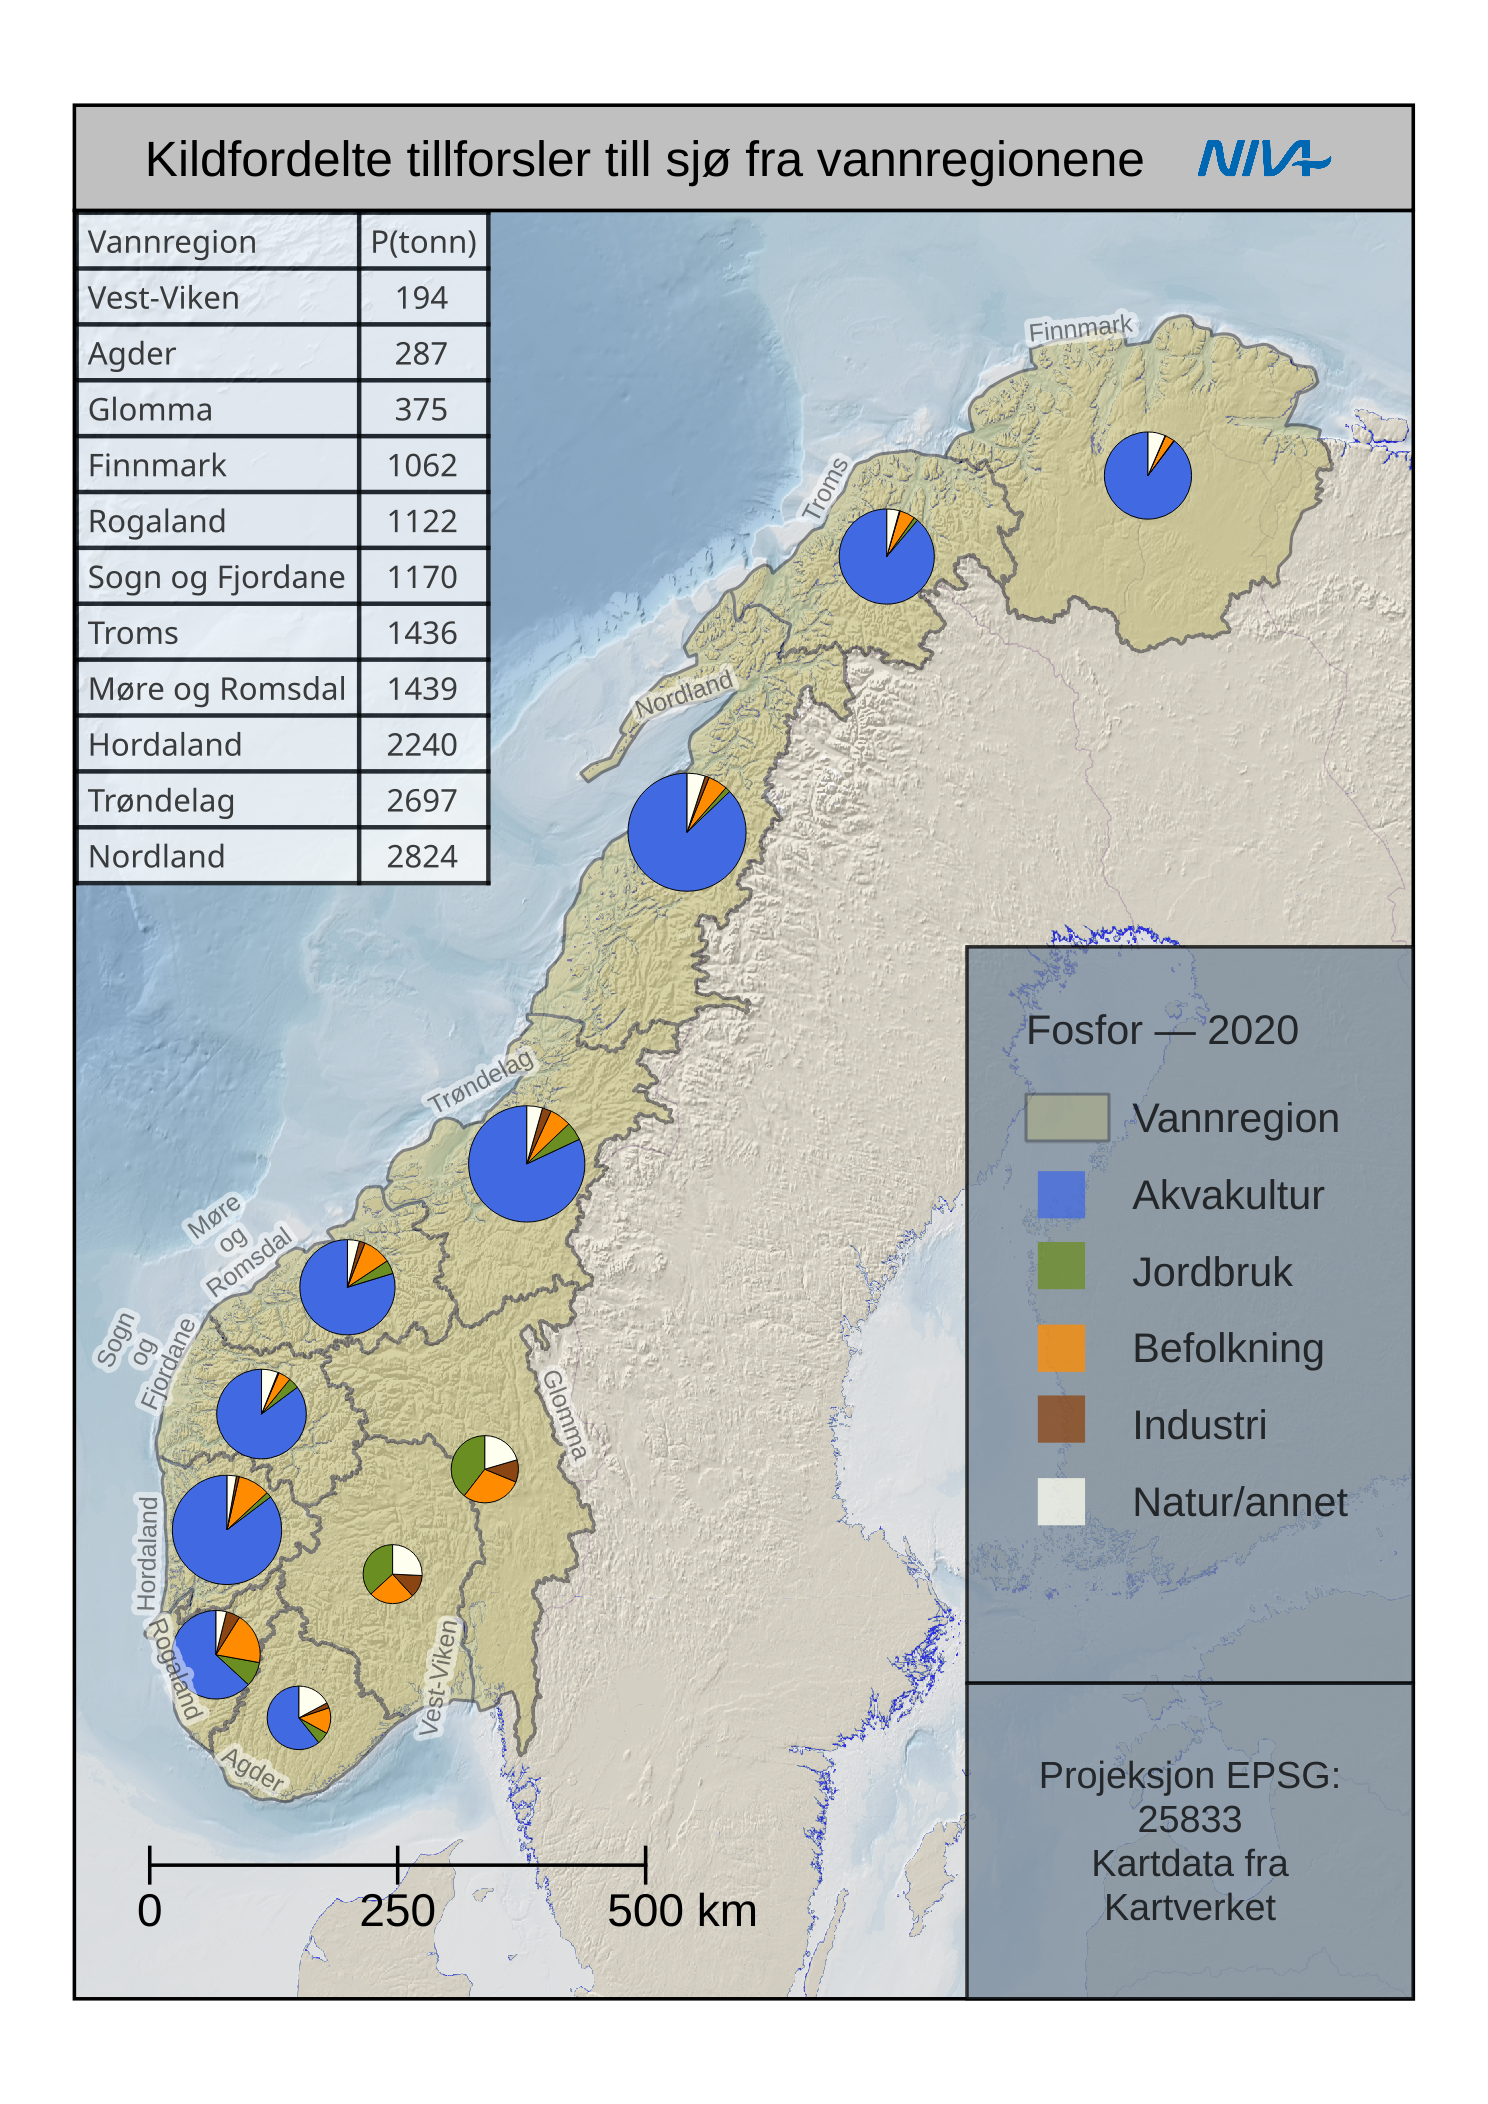 Kildfordelte tillforsler till sjø fra vannregionene
NIVA
Vannregion P(tonn)
Vest-Viken 194
Agder 287
Glomma 375
Finnmark 1062
Rogaland 1122
Sogn og Fjordane 1170
Troms 1436
Møre og Romsdal 1439
Hordaland 2240
Trøndelag 2697
Nordland 2824
Finnmark
Troms
Nordland
Trøndelag
Møre
og
Romsdal
Sogn
og
Fjordane
Glomma
Hordaland
Rogaland
Vest-Viken
Agder
Fosfor — 2020
Vannregion
Akvakultur
Jordbruk
Befolkning
Industri
Natur/annet
Projeksjon EPSG:
25833
Kartdata fra
Kartverket
0 250 500 km